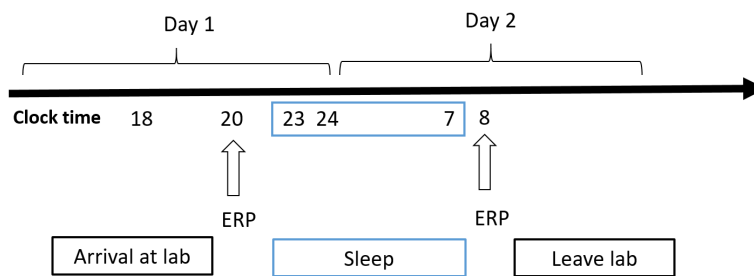 Day 1
Day 2
Clock time 18 20 23 24 7 8
ERP ERP
Arrival at lab Sleep Leave lab